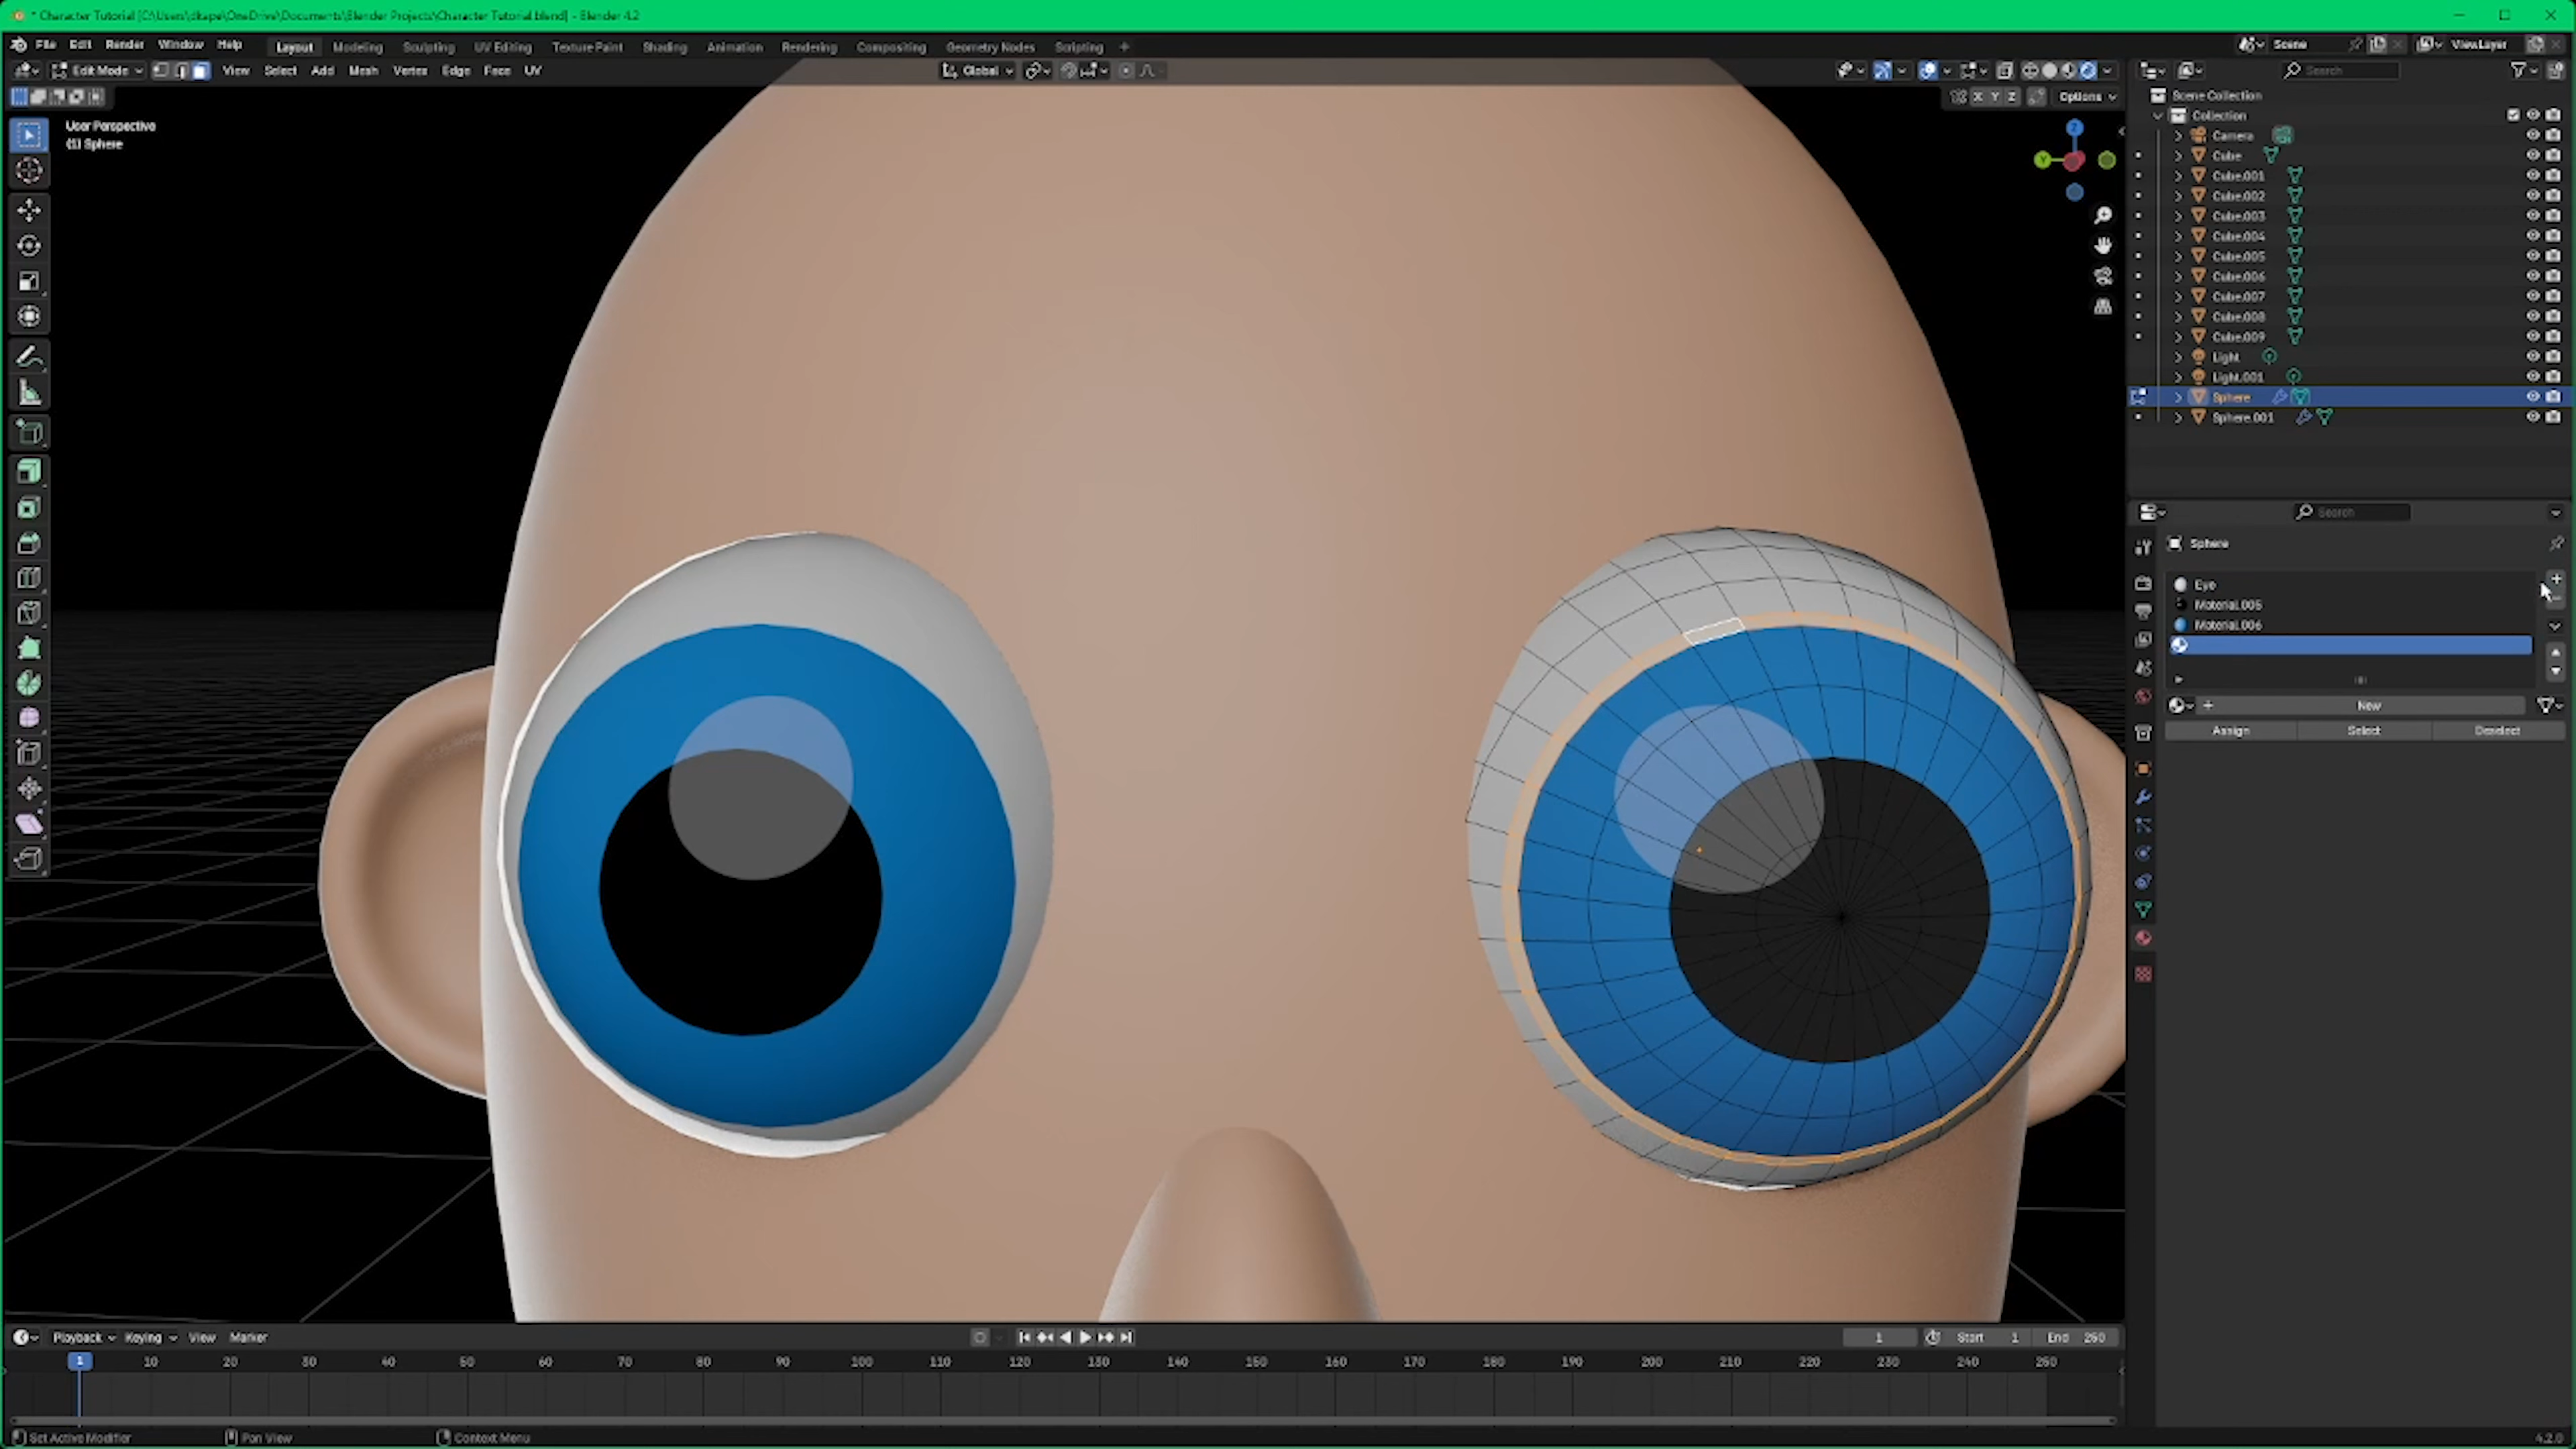 * Character Tutorial [C:\Users\dkape\OneDrive\Documents\Blender Projects\Character Tutorial.blend] - Blender 4.2
File Edit Render Window Help Layout Modeling Sculpting UV Editing Texture Paint Shading Animation Rendering Compositing Geometry Nodes Scripting + Scene ViewLayer
Edit Mode View Select Add Mesh Vertex Edge Face UV Global Search
X Y Z Options
User Perspective
(1) Sphere
Z
Y
Scene Collection
Collection
Camera
Cube
Cube.001
Cube.002
Cube.003
Cube.004
Cube.005
Cube.006
Cube.007
Cube.008
Cube.009
Light
Light.001
Sphere
Sphere.001
Search
Sphere
Eye
Material.005
Material.006
+ New
Assign Select Deselect
Playback Keying View Marker 1 Start 1 End 250
1 10 20 30 40 50 60 70 80 90 100 110 120 130 140 150 160 170 180 190 200 210 220 230 240 250
Set Active Modifier Pan View Context Menu 4.2.0